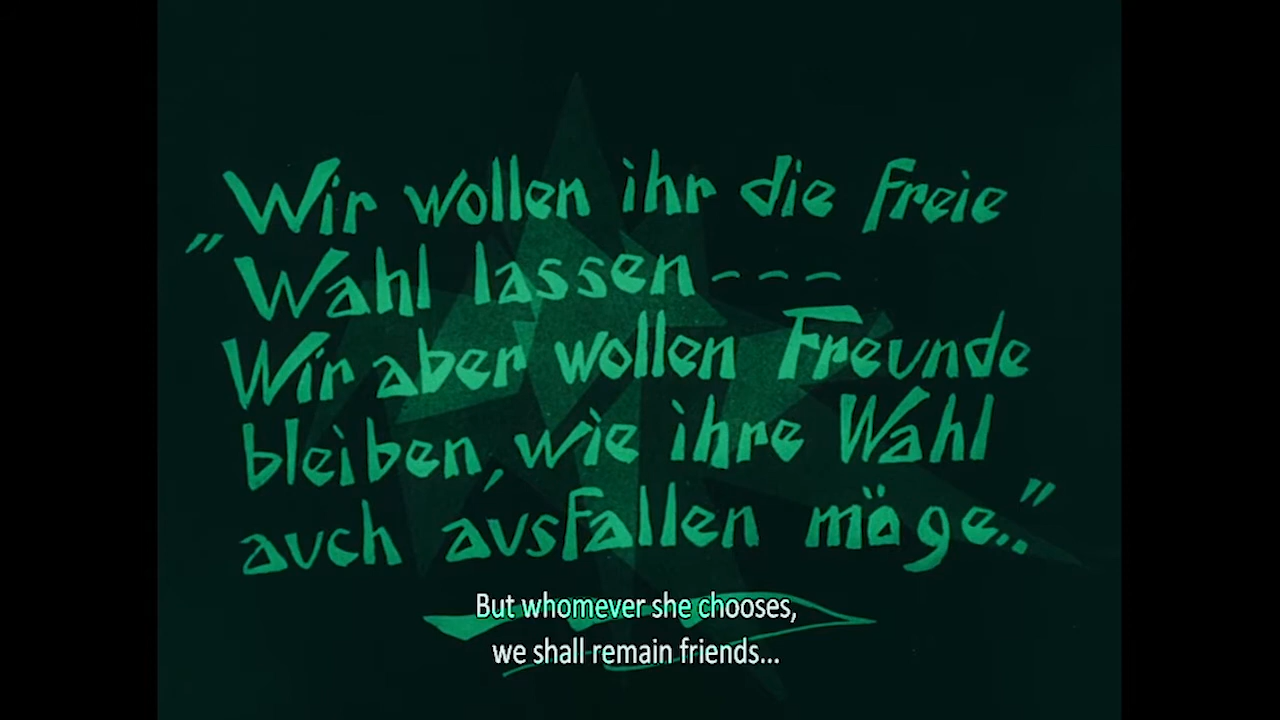 "Wir wollen ihr die freie
Wahl lassen - - -
Wir aber wollen Freunde
bleiben, wie ihre Wahl
auch ausfallen möge.."
But whomever she chooses,
we shall remain friends...